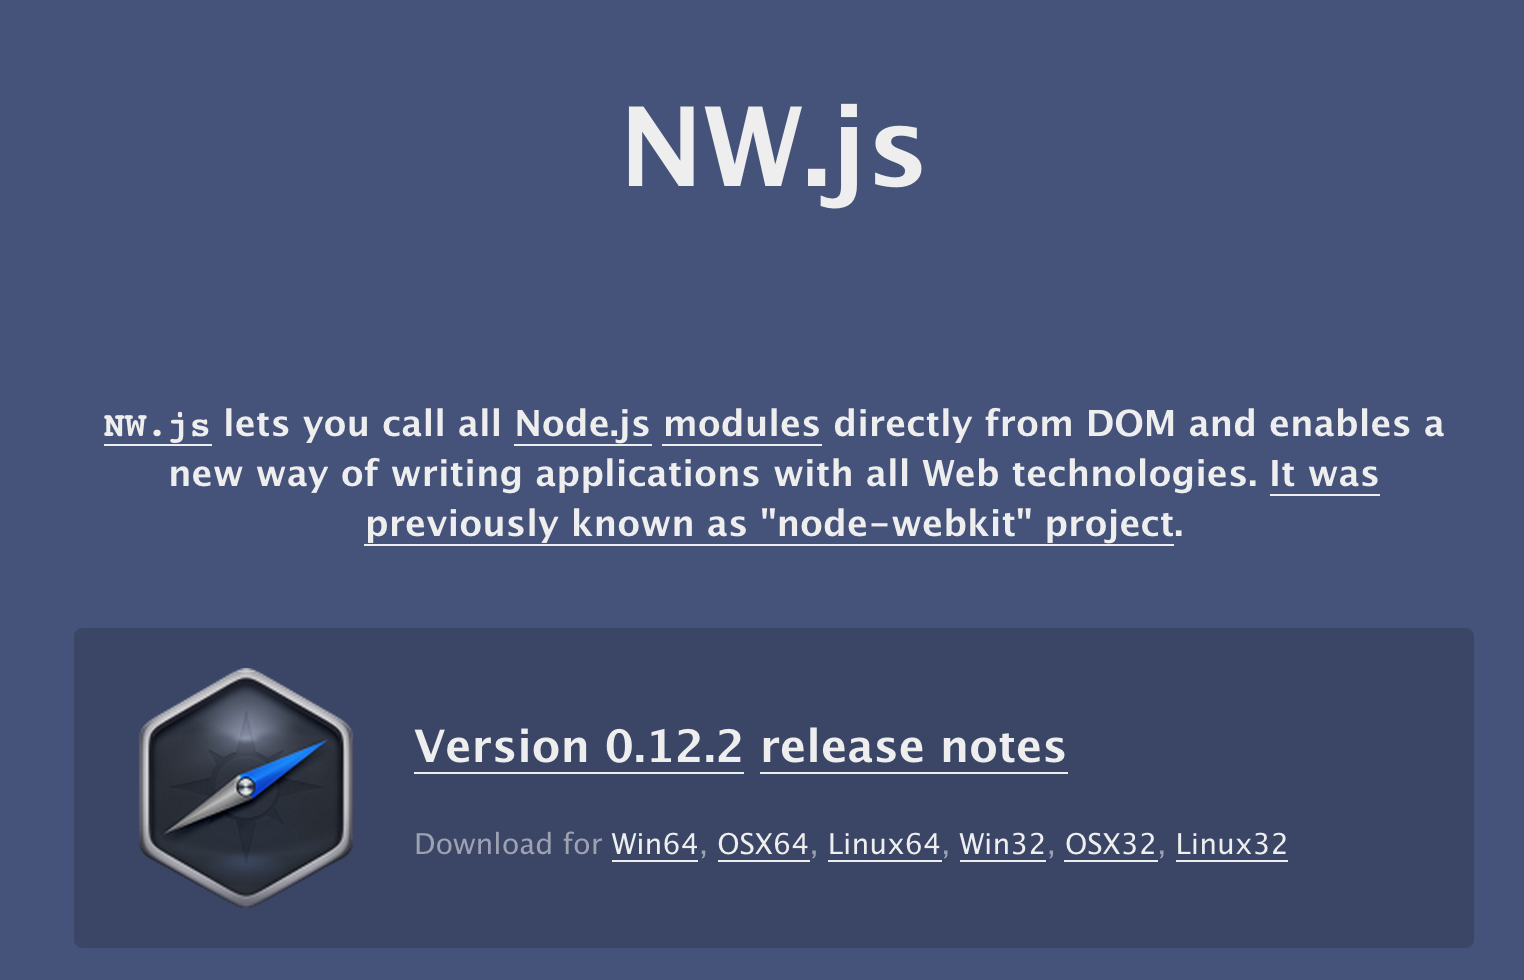 NW.js
NW.js lets you call all Node.js modules directly from DOM and enables a
new way of writing applications with all Web technologies. It was
previously known as "node-webkit" project.
Version 0.12.2 release notes
Download for Win64, OSX64, Linux64, Win32, OSX32, Linux32